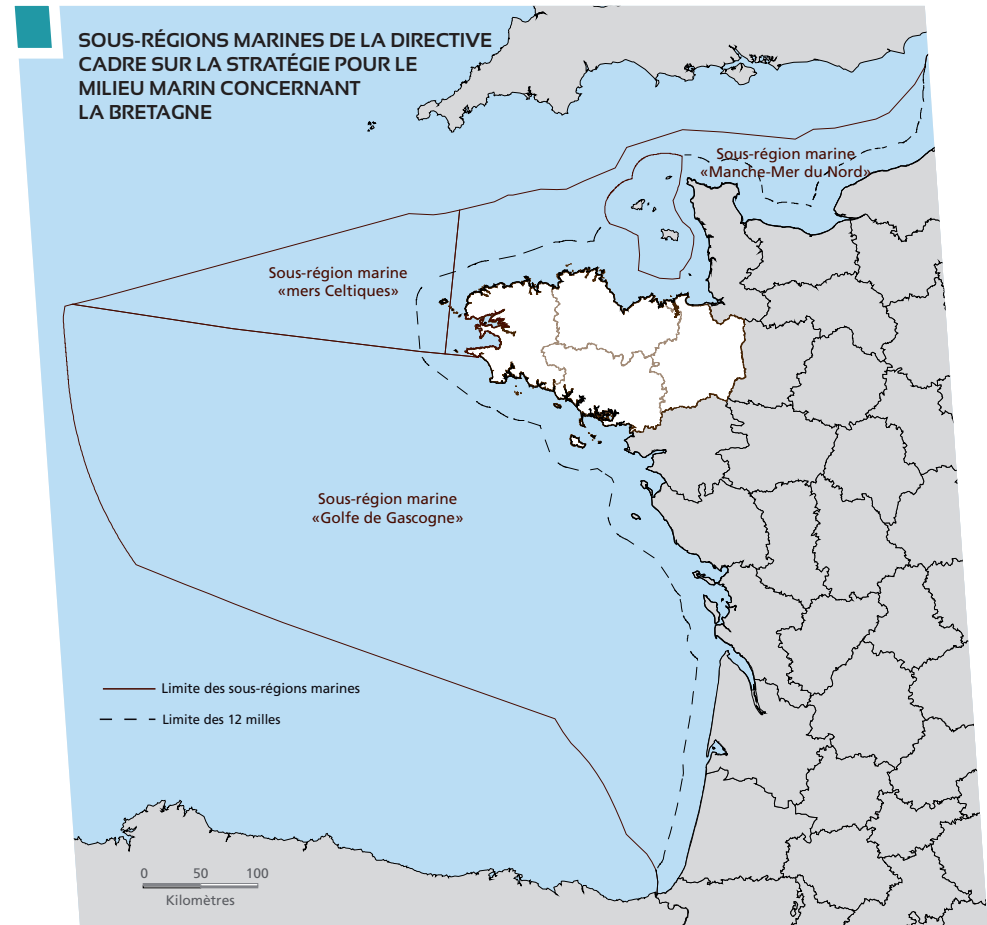 SOUS-RÉGIONS MARINES DE LA DIRECTIVE
CADRE SUR LA STRATÉGIE POUR LE
MILIEU MARIN CONCERNANT
LA BRETAGNE
Sous-région marine
«Manche-Mer du Nord»
Sous-région marine
«mers Celtiques»
Sous-région marine
«Golfe de Gascogne»
Limite des sous-régions marines
Limite des 12 milles
0 50 100
Kilomètres